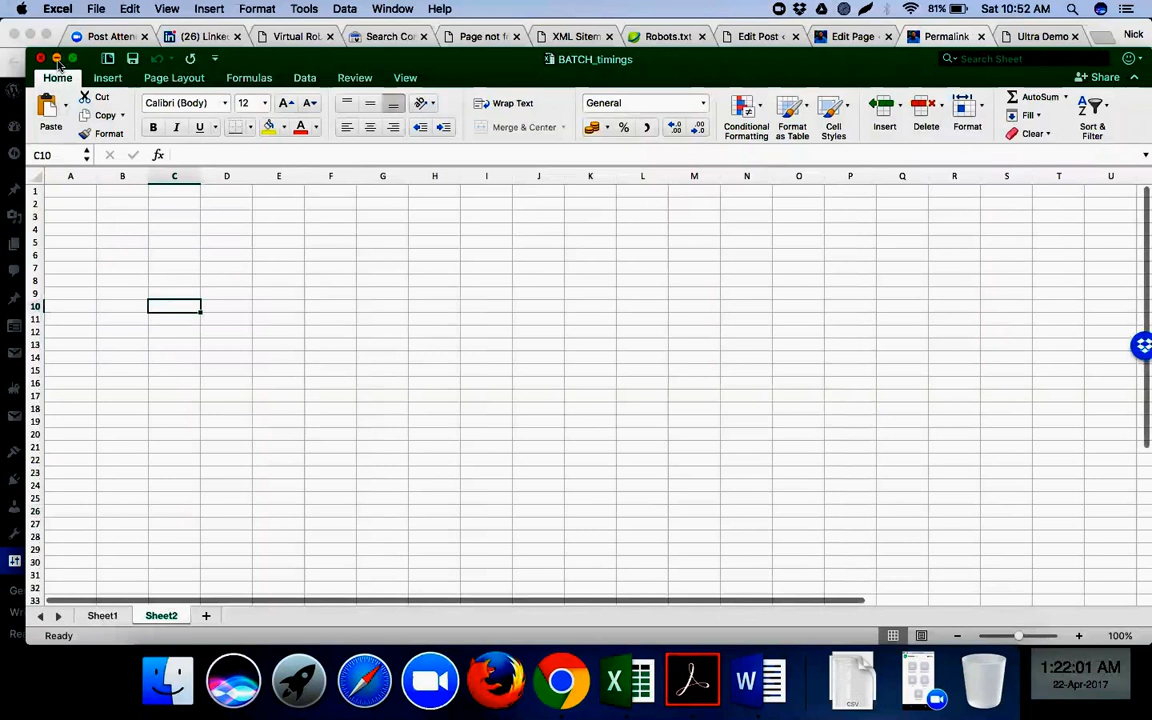 Excel File Edit View Insert Format Tools Data Window Help 81% Sat 10:52 AM
Post Atten (26) Linke Virtual Ro Search Co Page not f XML Sitem Robots.txt Edit Post Edit Page Permalink Ultra Demo Nick
BATCH_timings Search Sheet
Home Insert Page Layout Formulas Data Review View Share
Paste Cut Copy Format
Calibri (Body) 12 B I U A
Wrap Text Merge & Center
General %
Conditional Formatting Format as Table Cell Styles
Insert Delete Format
AutoSum Fill Clear Sort & Filter
C10 fx
A B C D E F G H I J K L M N O P Q R S T U
1
2
3
4
5
6
7
8
9
10
11
12
13
14
15
16
17
18
19
20
21
22
23
24
25
26
27
28
29
30
31
32
33
Sheet1 Sheet2 +
Ready 100%
CSV
1:22:01 AM
22-Apr-2017